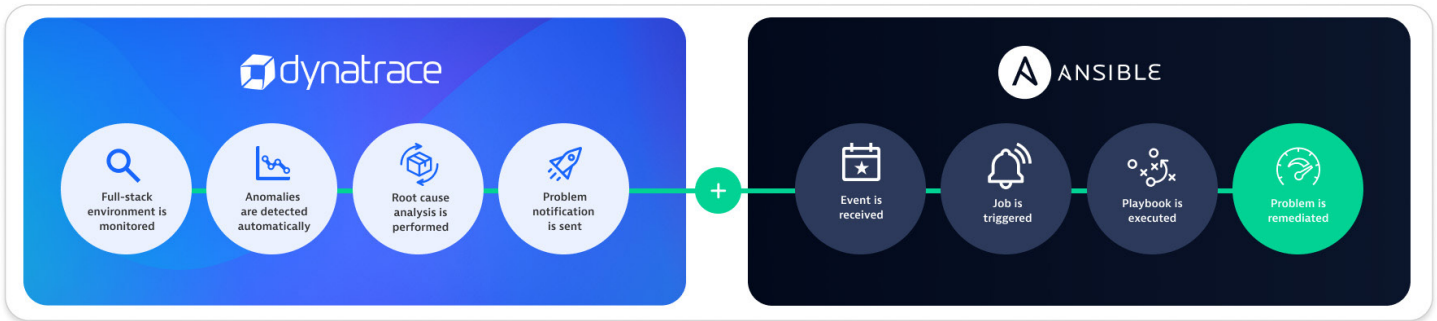 dynatrace
Full-stack
environment is
monitored
Anomalies
are detected
automatically
Root cause
analysis is
performed
Problem
notification
is sent
+
ANSIBLE
Event is
received
Job is
triggered
Playbook is
executed
Problem is
remediated